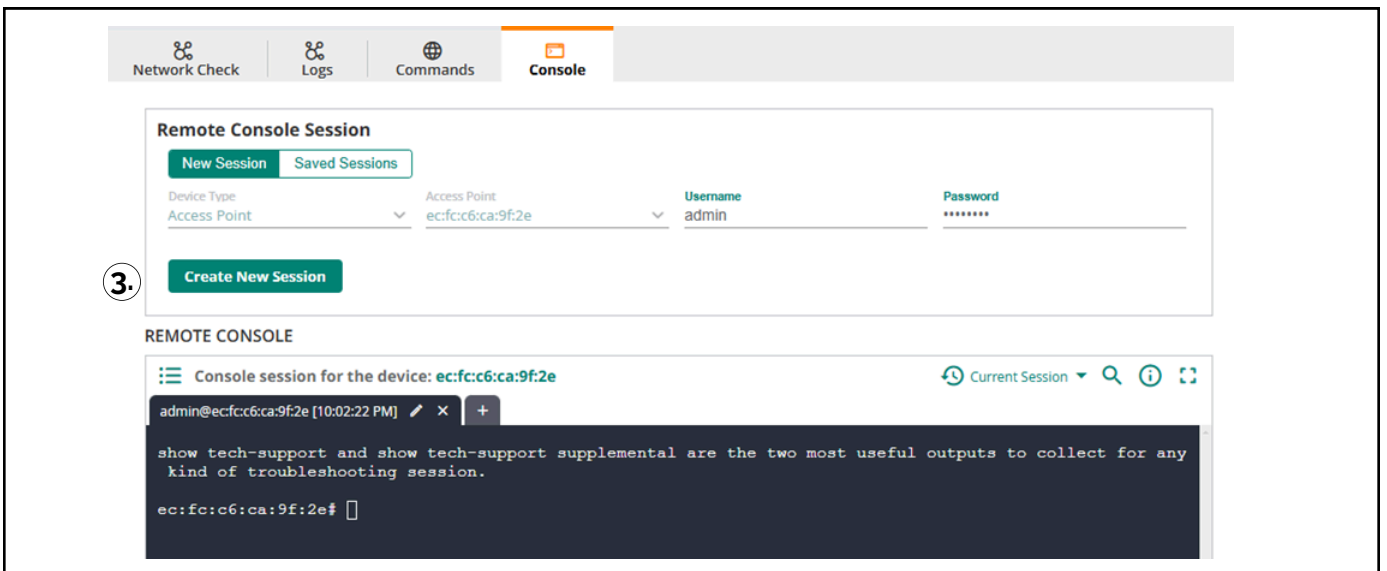 Network Check Logs Commands Console
Remote Console Session
New Session Saved Sessions
Device Type Access Point Username Password
Access Point ec:fc:c6:ca:9f:2e admin ********
3. Create New Session
REMOTE CONSOLE
Console session for the device: ec:fc:c6:ca:9f:2e Current Session
admin@ec:fc:c6:ca:9f:2e [10:02:22 PM] × +
show tech-support and show tech-support supplemental are the two most useful outputs to collect for any
kind of troubleshooting session.
ec:fc:c6:ca:9f:2e#